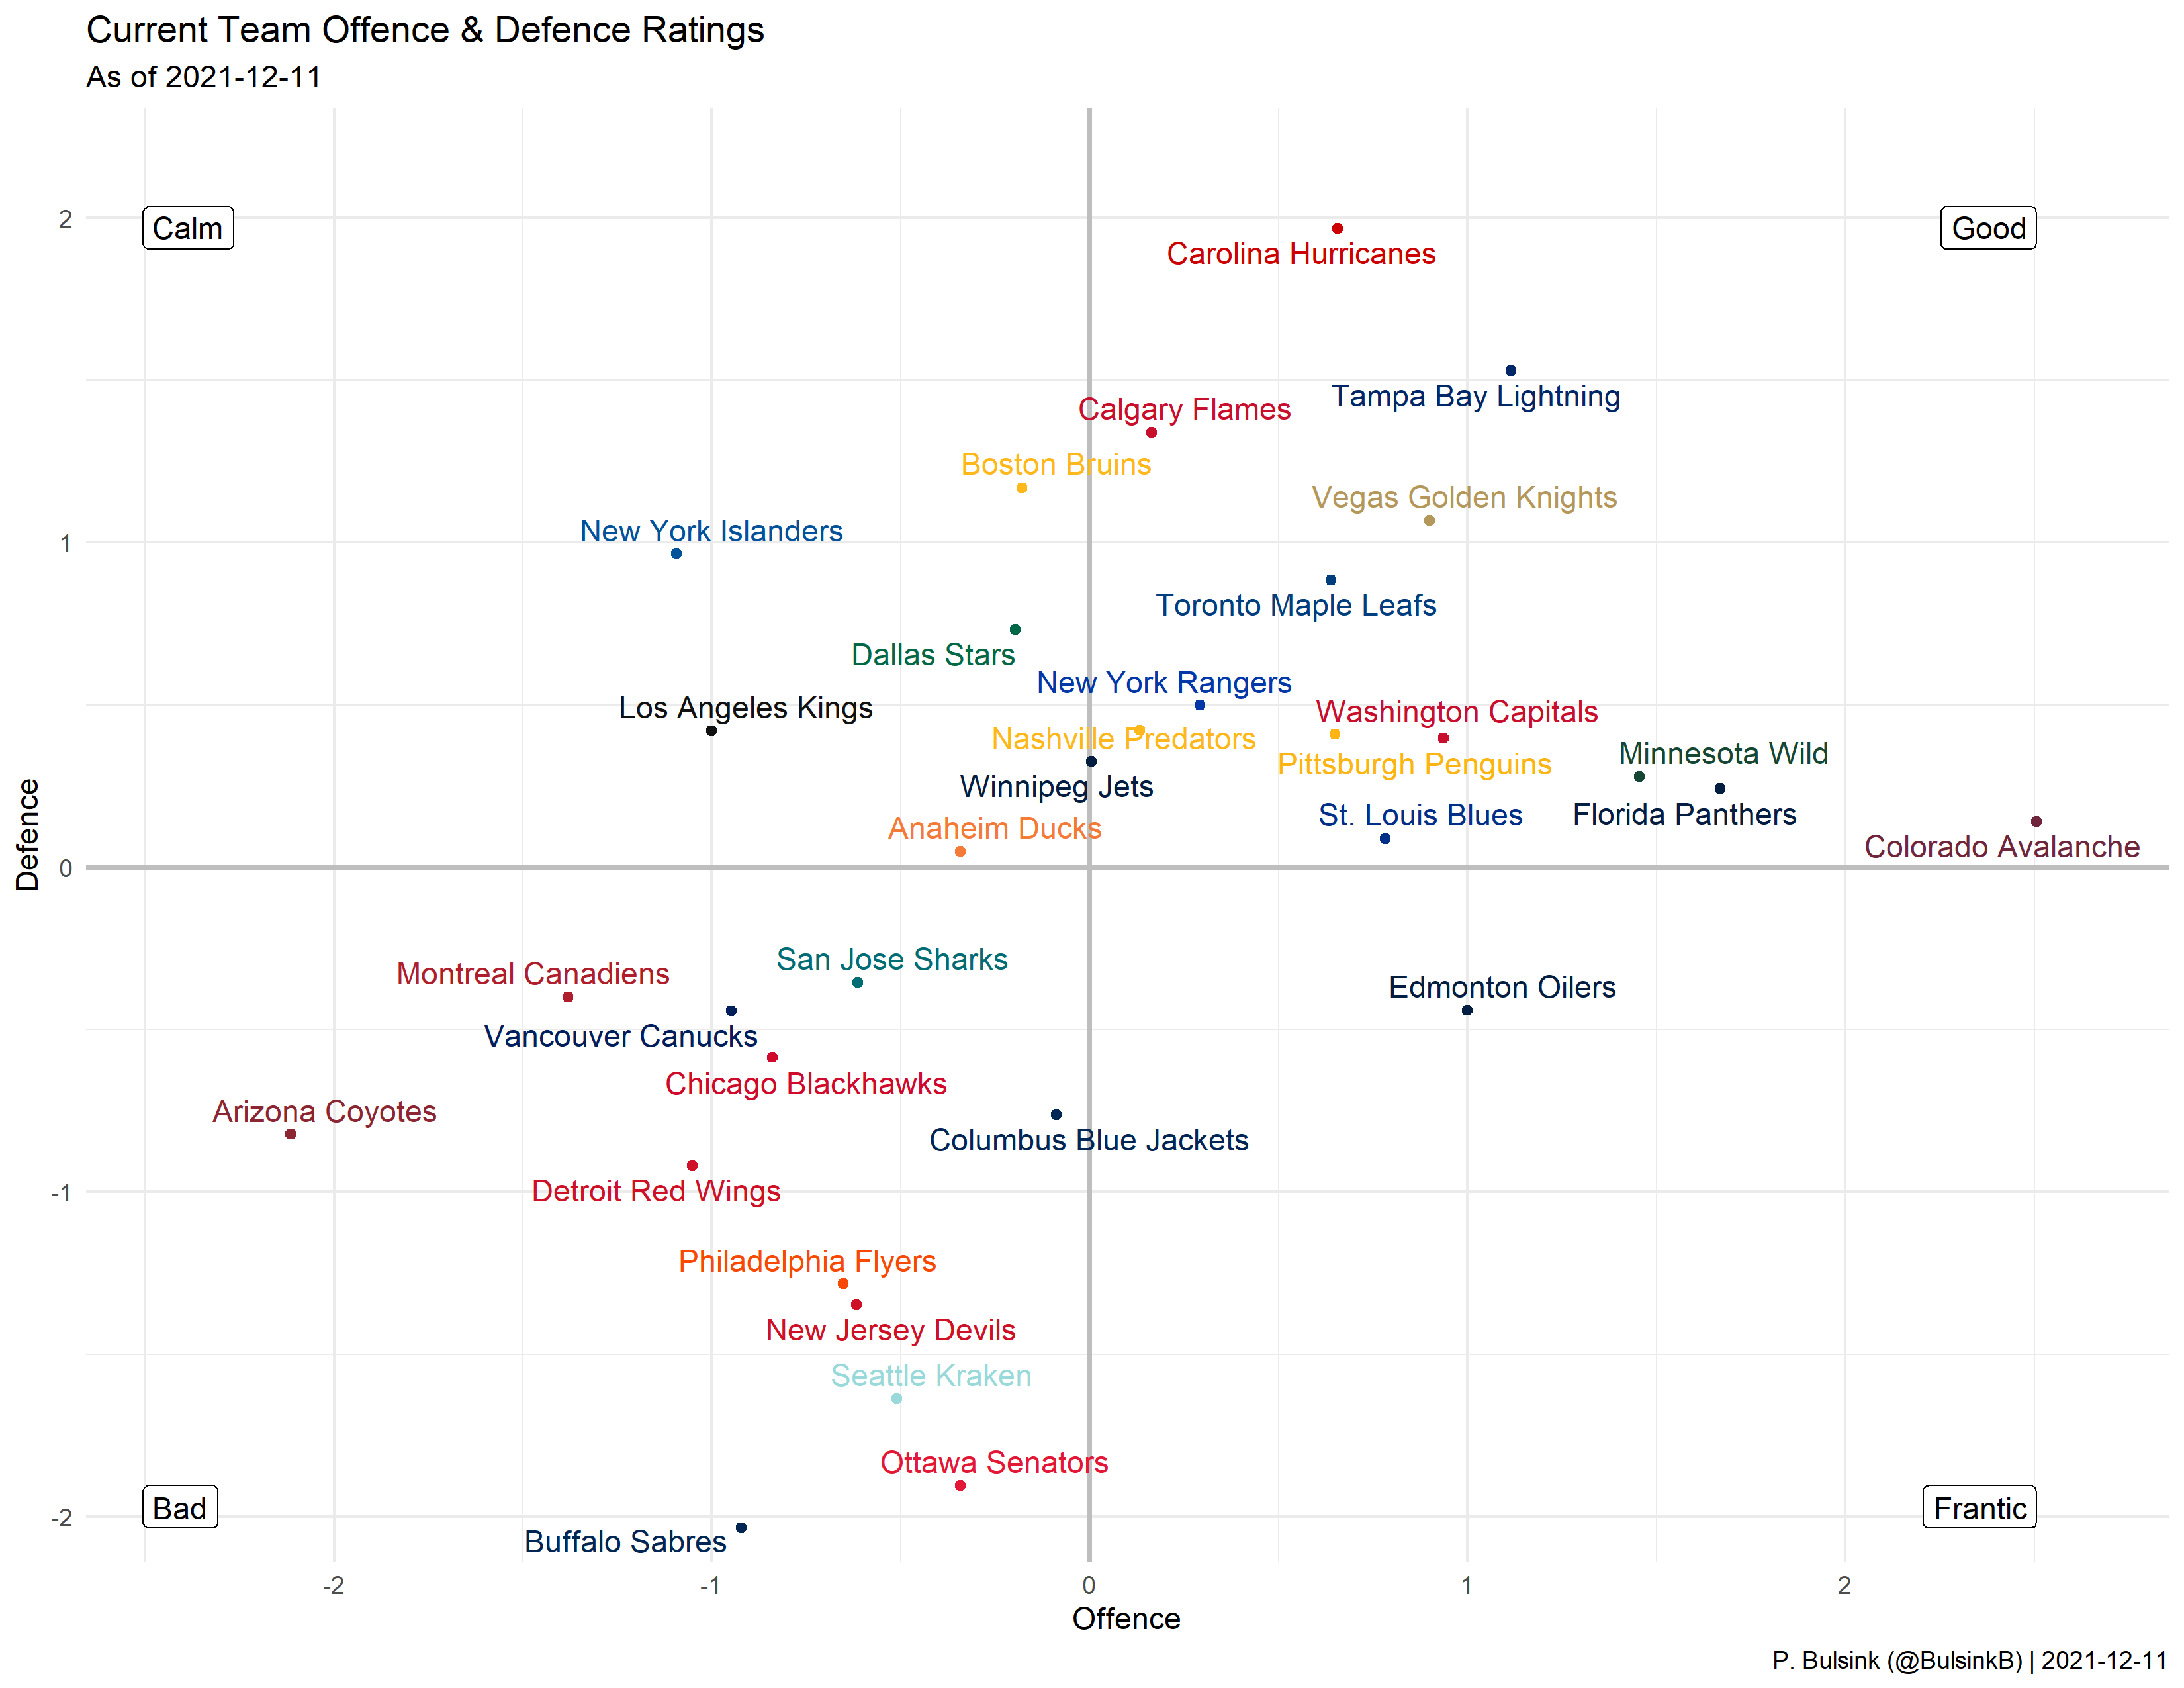 Current Team Offence & Defence Ratings
As of 2021-12-11
2
Calm
Good
Carolina Hurricanes
Tampa Bay Lightning
Calgary Flames
Boston Bruins
Vegas Golden Knights
New York Islanders
1
Toronto Maple Leafs
Dallas Stars
New York Rangers
Los Angeles Kings
Washington Capitals
Nashville Predators
Minnesota Wild
Pittsburgh Penguins
Winnipeg Jets
Florida Panthers
St. Louis Blues
Anaheim Ducks
Colorado Avalanche
Defence
0
San Jose Sharks
Montreal Canadiens
Edmonton Oilers
Vancouver Canucks
Chicago Blackhawks
Arizona Coyotes
Columbus Blue Jackets
Detroit Red Wings
-1
Philadelphia Flyers
New Jersey Devils
Seattle Kraken
Ottawa Senators
Bad
Frantic
-2
Buffalo Sabres
-2 -1 0 1 2
Offence
P. Bulsink (@BulsinkB) | 2021-12-11